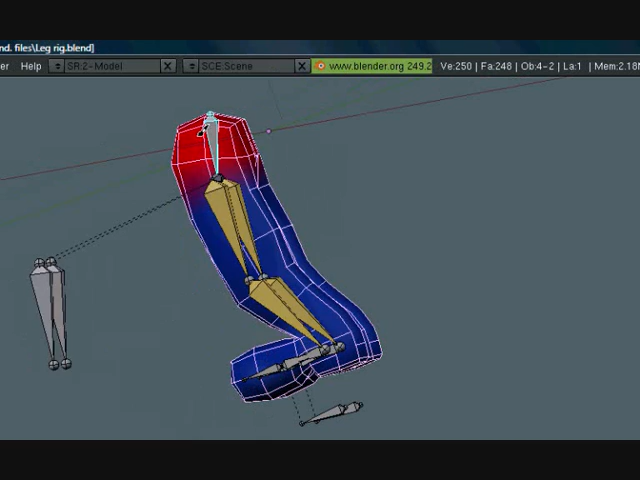 nd. files\Leg rig.blend]
er Help SR:2-Model X SCE:Scene X www.blender.org 249.2 Ve:250 | Fa:248 | Ob:4-2 | La:1 | Mem:2.18